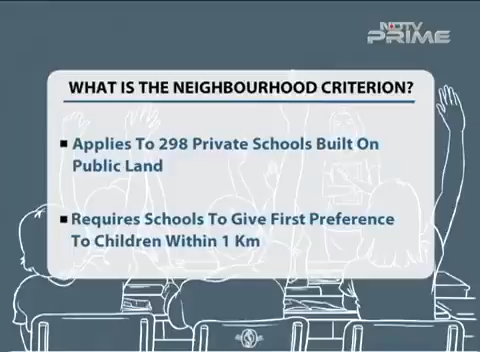 NDTV
PRIME
WHAT IS THE NEIGHBOURHOOD CRITERION?
Applies To 298 Private Schools Built On
Public Land
Requires Schools To Give First Preference
To Children Within 1 Km